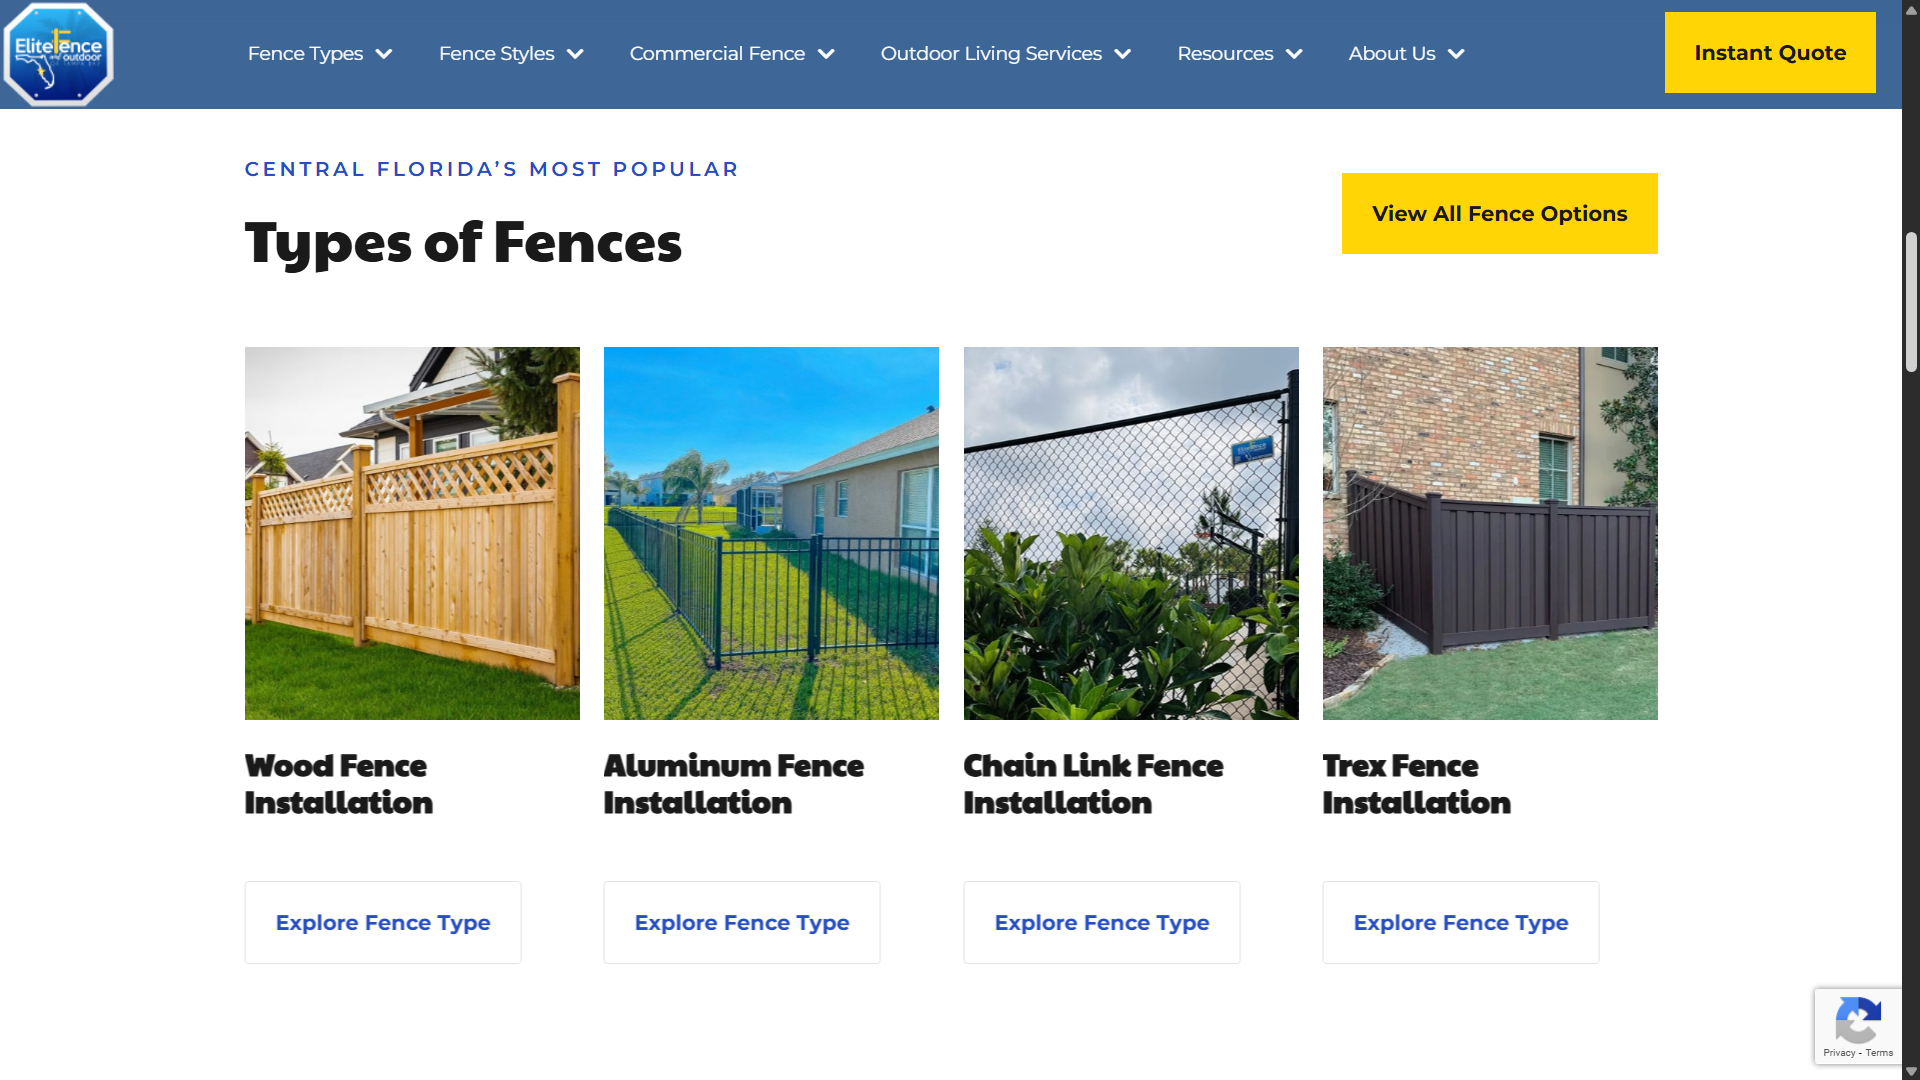 EliteFence
and outdoor
Fence Types
Fence Styles
Commercial Fence
Outdoor Living Services
Resources
About Us
Instant Quote
CENTRAL FLORIDA’S MOST POPULAR
Types of Fences
View All Fence Options
Wood Fence
Installation
Aluminum Fence
Installation
Chain Link Fence
Installation
Trex Fence
Installation
Explore Fence Type
Explore Fence Type
Explore Fence Type
Explore Fence Type
Privacy - Terms